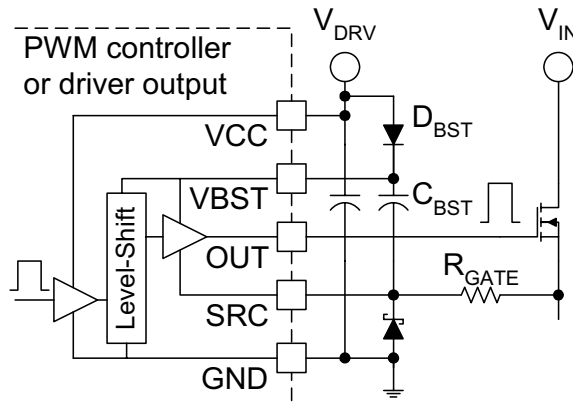 PWM controller
or driver output
V_DRV
V_IN
VCC
D_BST
VBST
C_BST
OUT
Level-Shift
R_GATE
SRC
GND